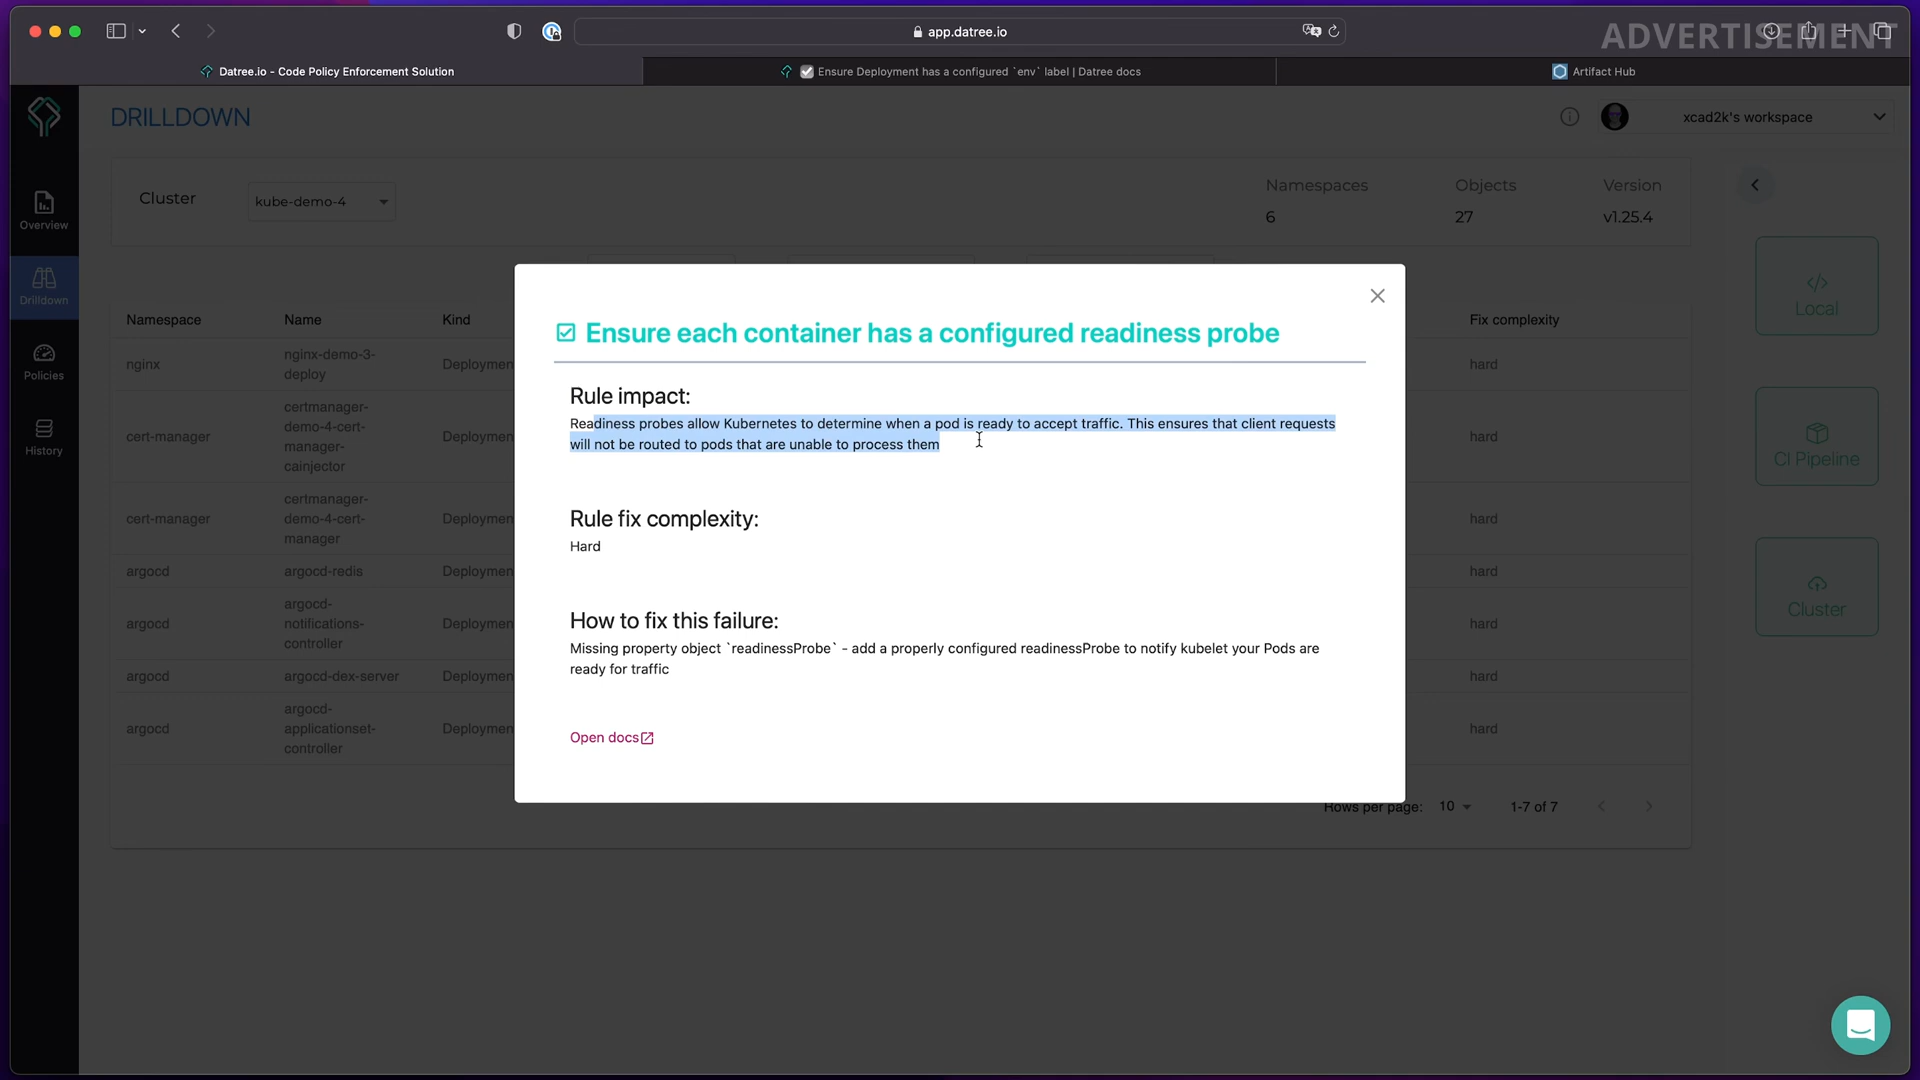 app.datree.io
ADVERTISEMENT
Datree.io - Code Policy Enforcement Solution
Ensure Deployment has a configured `env` label | Datree docs
Artifact Hub
DRILLDOWN
xcad2k's workspace
Cluster
kube-demo-4
Namespaces
Objects
Version
6
27
v1.25.4
Overview
Drilldown
Policies
History
Namespace
Name
Kind
Fix complexity
nginx
nginx-demo-3-
deploy
Deploymen
hard
cert-manager
certmanager-
demo-4-cert-
manager-
cainjector
Deploymen
hard
cert-manager
certmanager-
demo-4-cert-
manager
Deploymen
hard
argocd
argocd-redis
Deploymen
hard
argocd
argocd-
notifications-
controller
Deploymen
hard
argocd
argocd-dex-server
Deploymen
hard
argocd
argocd-
applicationset-
controller
Deploymen
hard
Rows per page:
10
1-7 of 7
Ensure each container has a configured readiness probe
Rule impact:
Readiness probes allow Kubernetes to determine when a pod is ready to accept traffic. This ensures that client requests
will not be routed to pods that are unable to process them
Rule fix complexity:
Hard
How to fix this failure:
Missing property object `readinessProbe` - add a properly configured readinessProbe to notify kubelet your Pods are
ready for traffic
Open docs
Local
CI Pipeline
Cluster